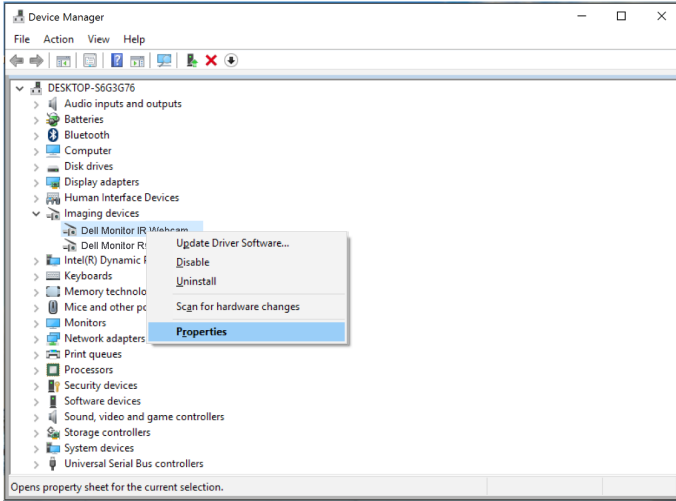 Device Manager
File Action View Help
DESKTOP-S6G3G76
Audio inputs and outputs
Batteries
Bluetooth
Computer
Disk drives
Display adapters
Human Interface Devices
Imaging devices
Dell Monitor IR Webcam
Dell Monitor
Update Driver Software...
Disable
Uninstall
Scan for hardware changes
Properties
Intel(R) Dynamic
Keyboards
Memory
Mice and other
Monitors
Network adapters
Print queues
Processors
Security devices
Software devices
Sound, video and game controllers
Storage controllers
System devices
Universal Serial Bus controllers
Opens property sheet for the current selection.